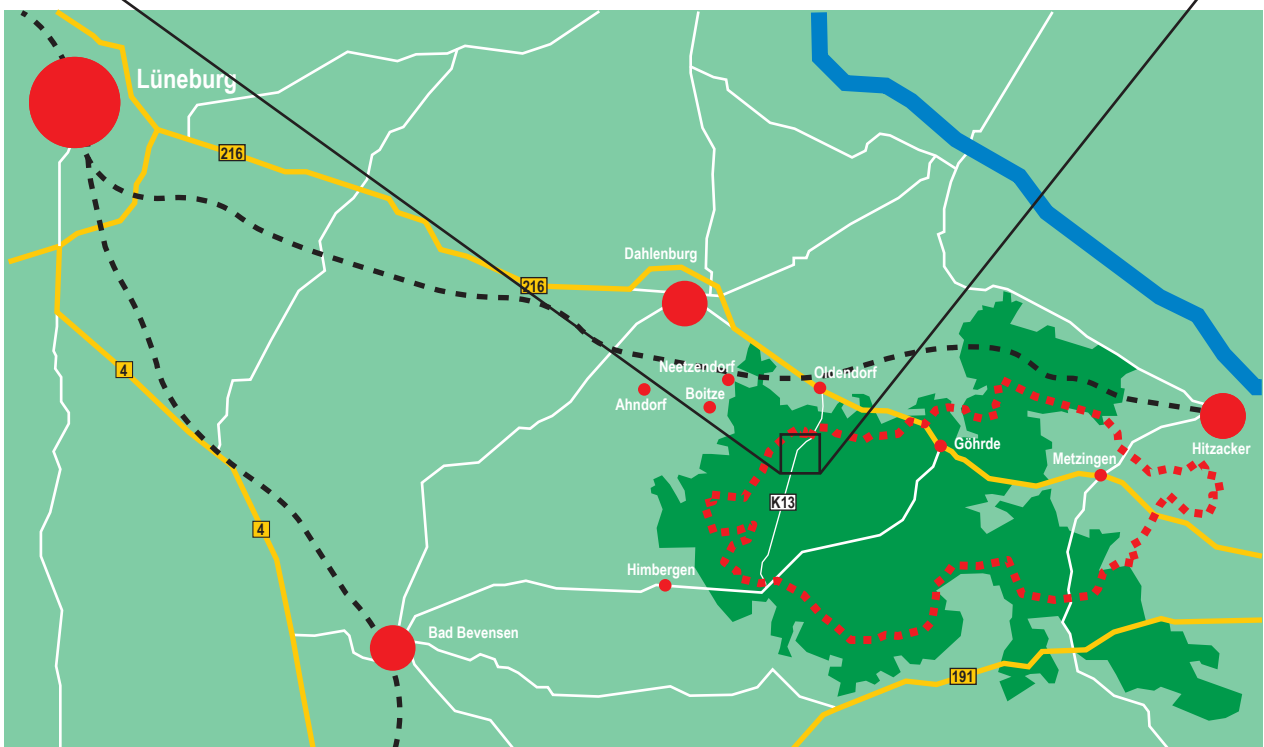 Lüneburg
216
Dahlenburg
216
Neetzendorf
Oldendorf
4
Boitze
Ahndorf
Göhrde
Hitzacker
Metzingen
K13
4
Himbergen
Bad Bevensen
191